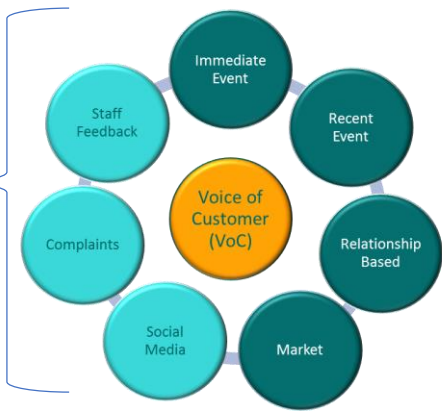 Immediate
Event
Staff
Feedback
Recent
Event
Voice of
Customer
(VoC)
Complaints
Relationship
Based
Social
Media
Market